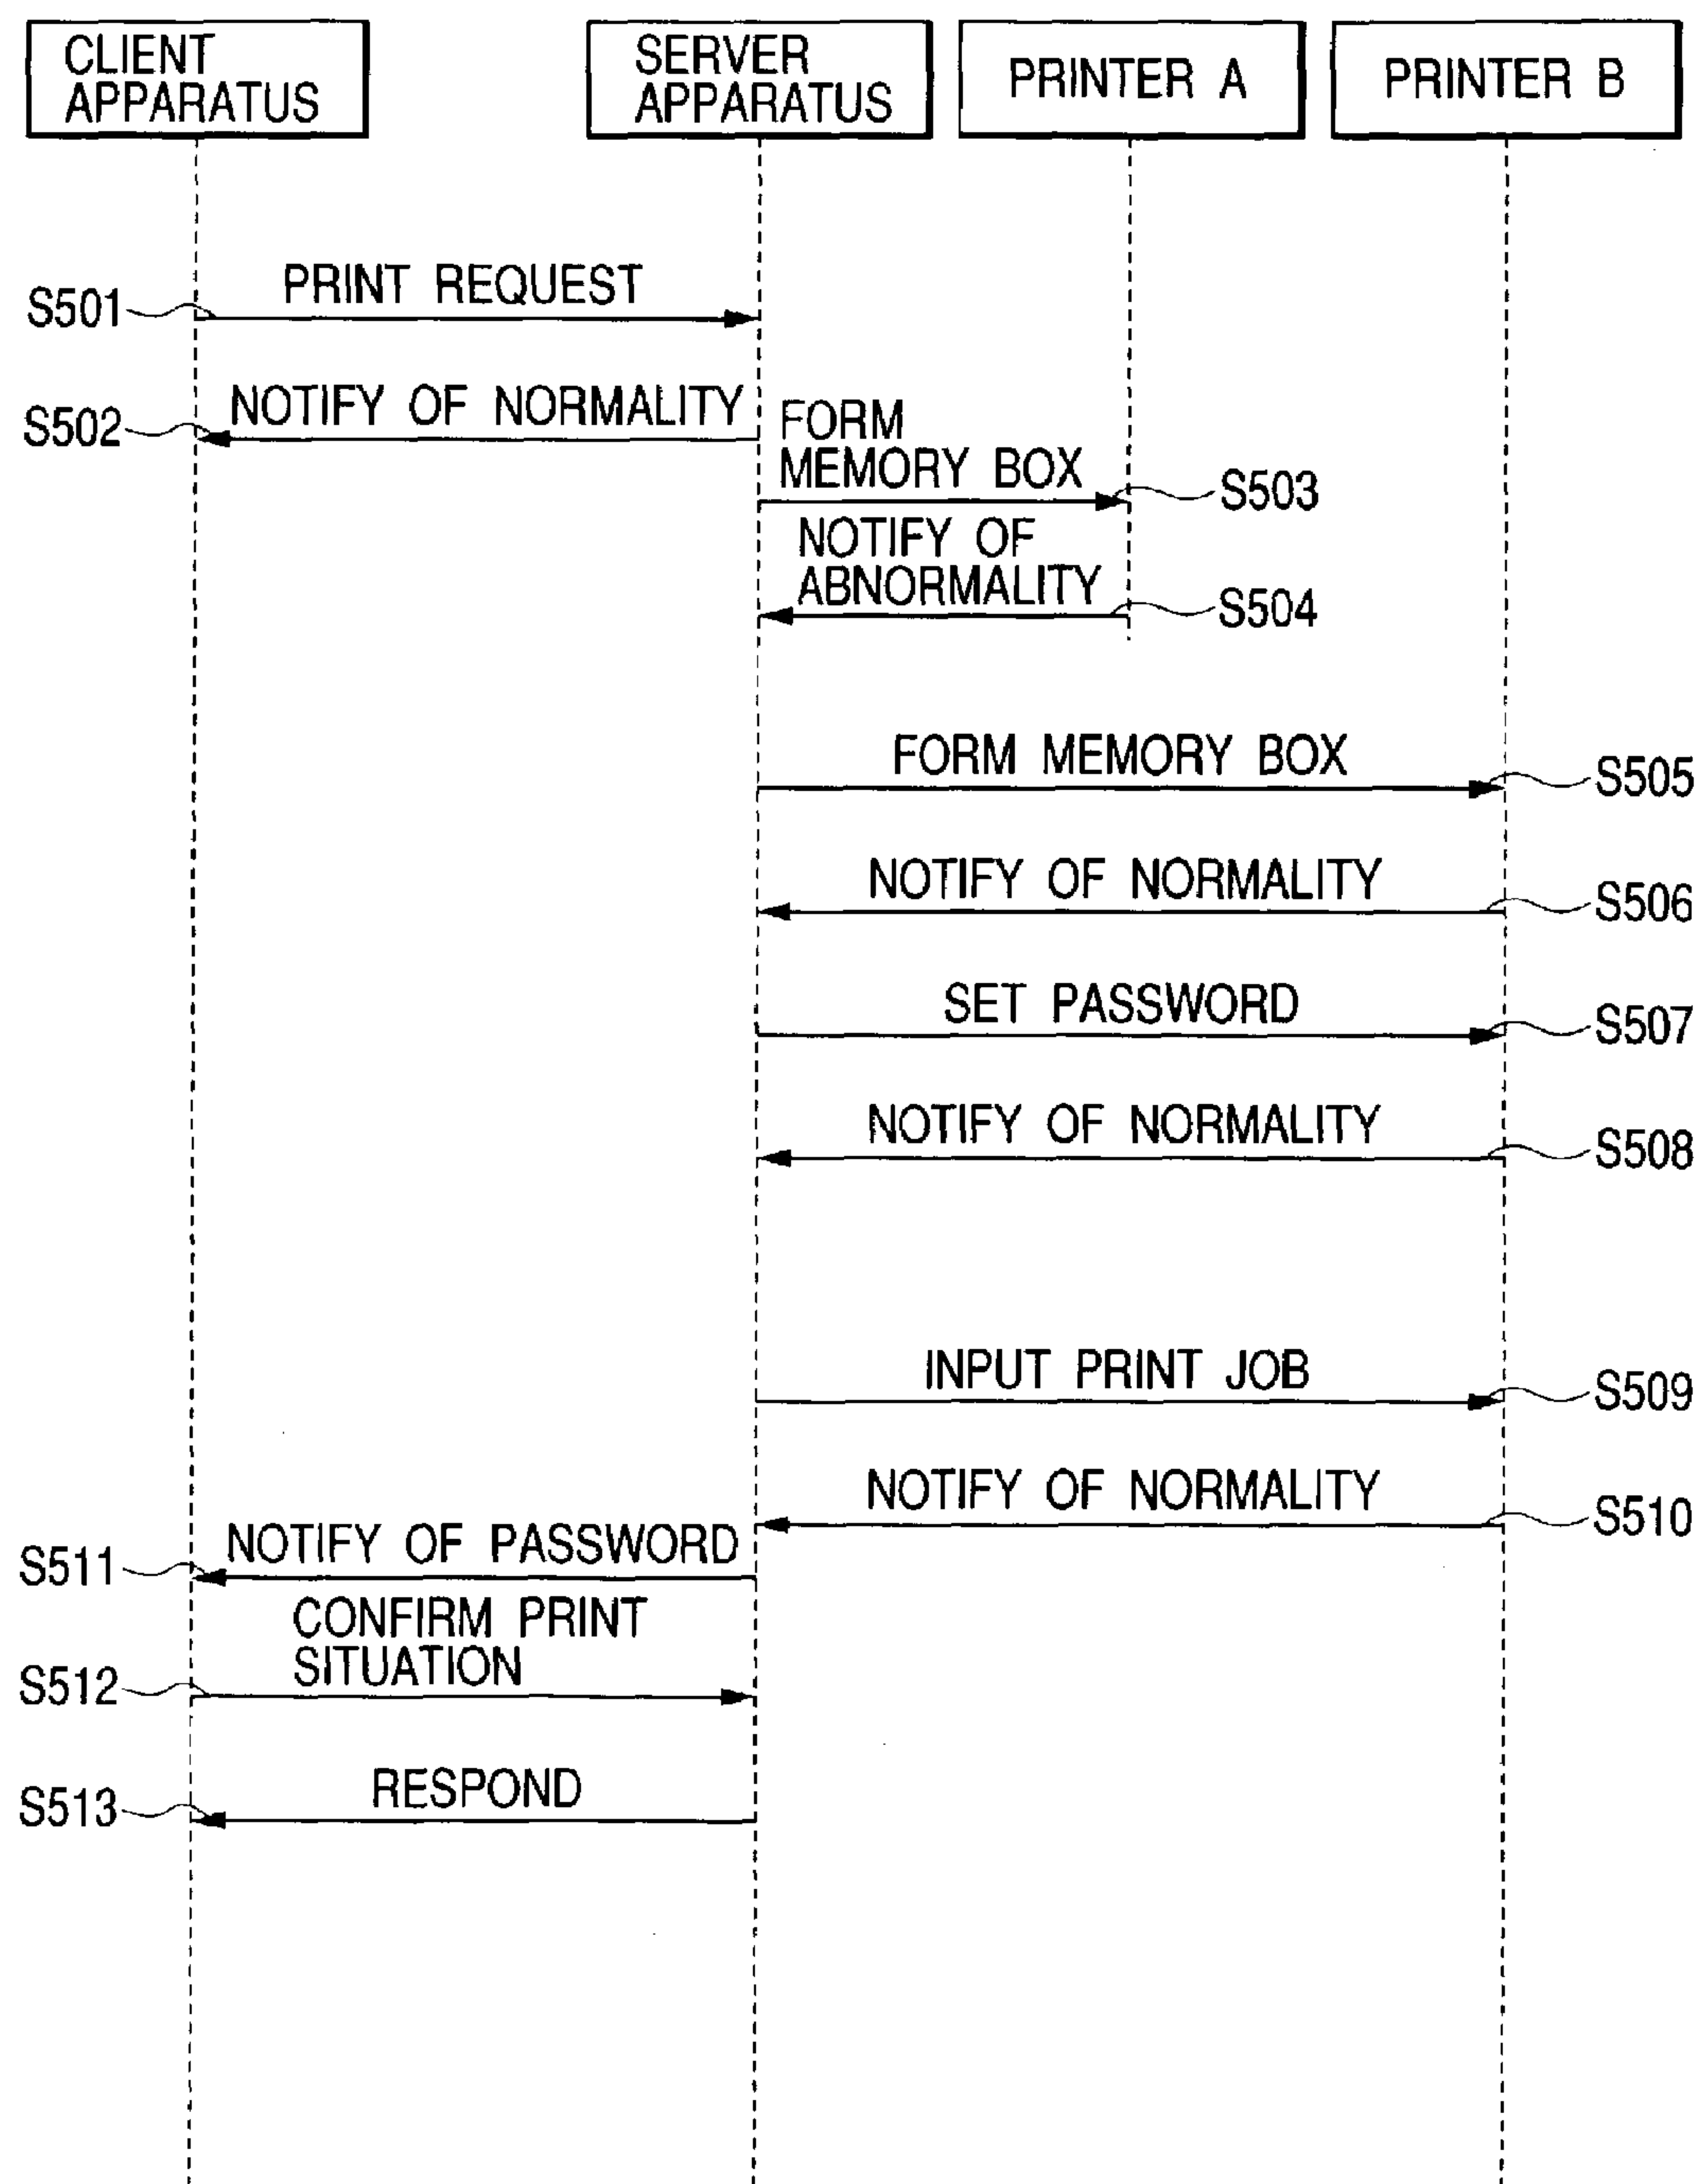 CLIENT
APPARATUS
SERVER
APPARATUS
PRINTER A
PRINTER B
PRINT REQUEST
S501
NOTIFY OF NORMALITY
S502
FORM
MEMORY BOX
S503
NOTIFY OF
ABNORMALITY
S504
FORM MEMORY BOX
S505
NOTIFY OF NORMALITY
S506
SET PASSWORD
S507
NOTIFY OF NORMALITY
S508
INPUT PRINT JOB
S509
NOTIFY OF NORMALITY
S510
NOTIFY OF PASSWORD
S511
CONFIRM PRINT
SITUATION
S512
RESPOND
S513